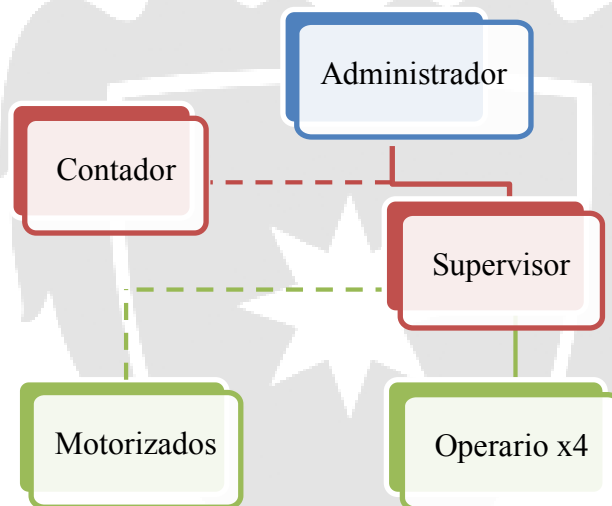 Administrador
Contador
Supervisor
Motorizados
Operario x4